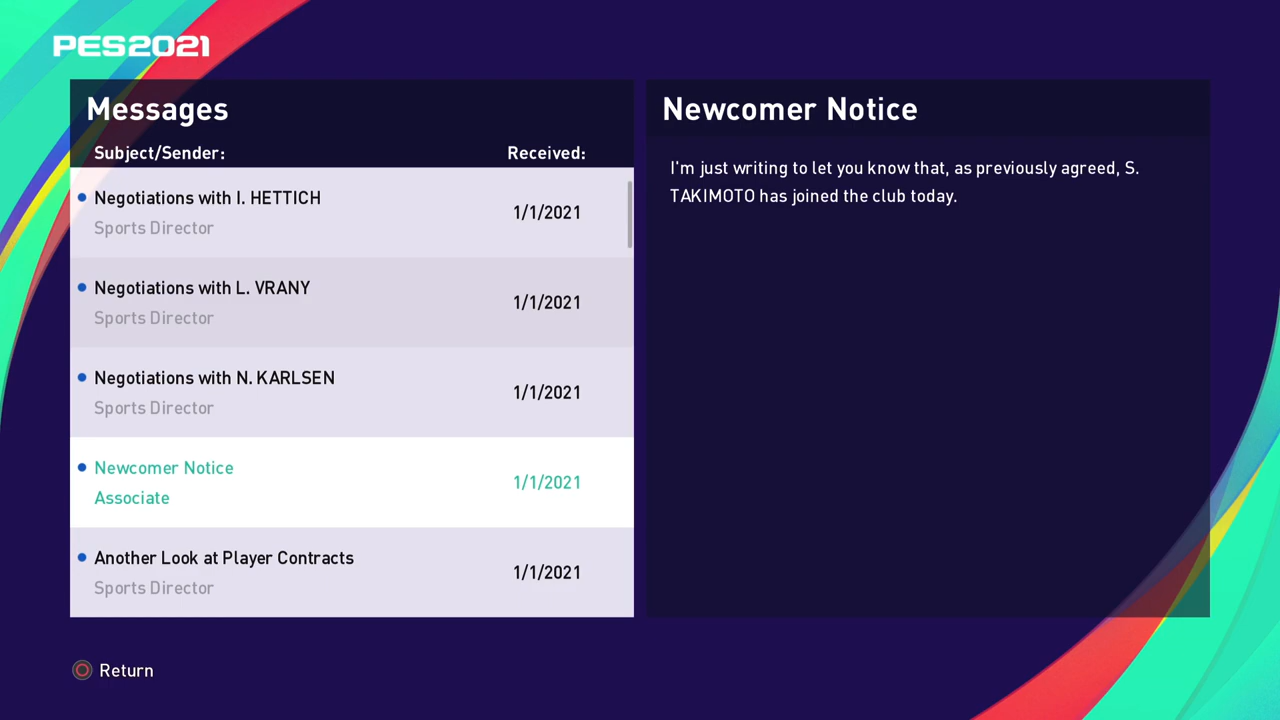 PES2021
Messages
Subject/Sender:
Received:
Negotiations with I. HETTICH
Sports Director
1/1/2021
Negotiations with L. VRANY
Sports Director
1/1/2021
Negotiations with N. KARLSEN
Sports Director
1/1/2021
Newcomer Notice
Associate
1/1/2021
Another Look at Player Contracts
Sports Director
1/1/2021
Newcomer Notice
I'm just writing to let you know that, as previously agreed, S.
TAKIMOTO has joined the club today.
Return